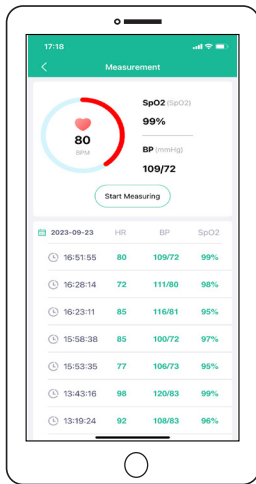 17:18
Measurement
SpO2 (SpO2)
99%
80
BPM
BP (mmHg)
109/72
Start Measuring
2023-09-23 HR BP SpO2
16:51:55 80 109/72 99%
16:28:14 72 111/80 98%
16:23:11 85 116/81 95%
15:58:38 85 100/72 97%
15:53:35 77 106/73 95%
13:43:16 98 120/83 99%
13:19:24 92 108/83 96%